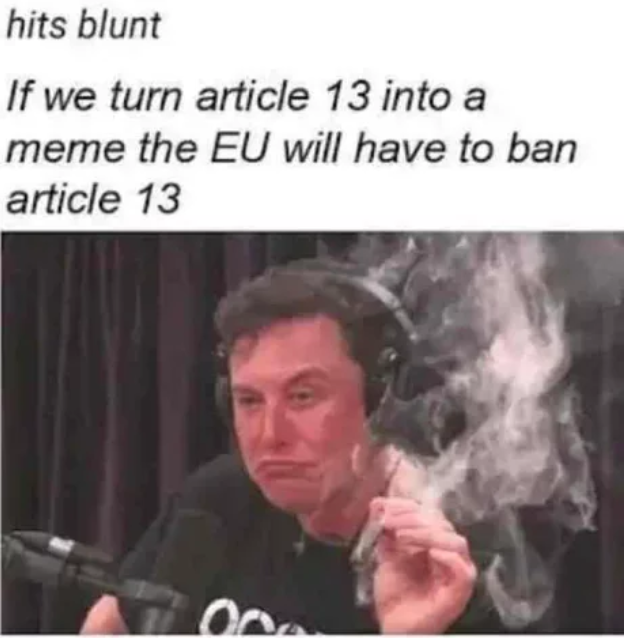 hits blunt
If we turn article 13 into a
meme the EU will have to ban
article 13